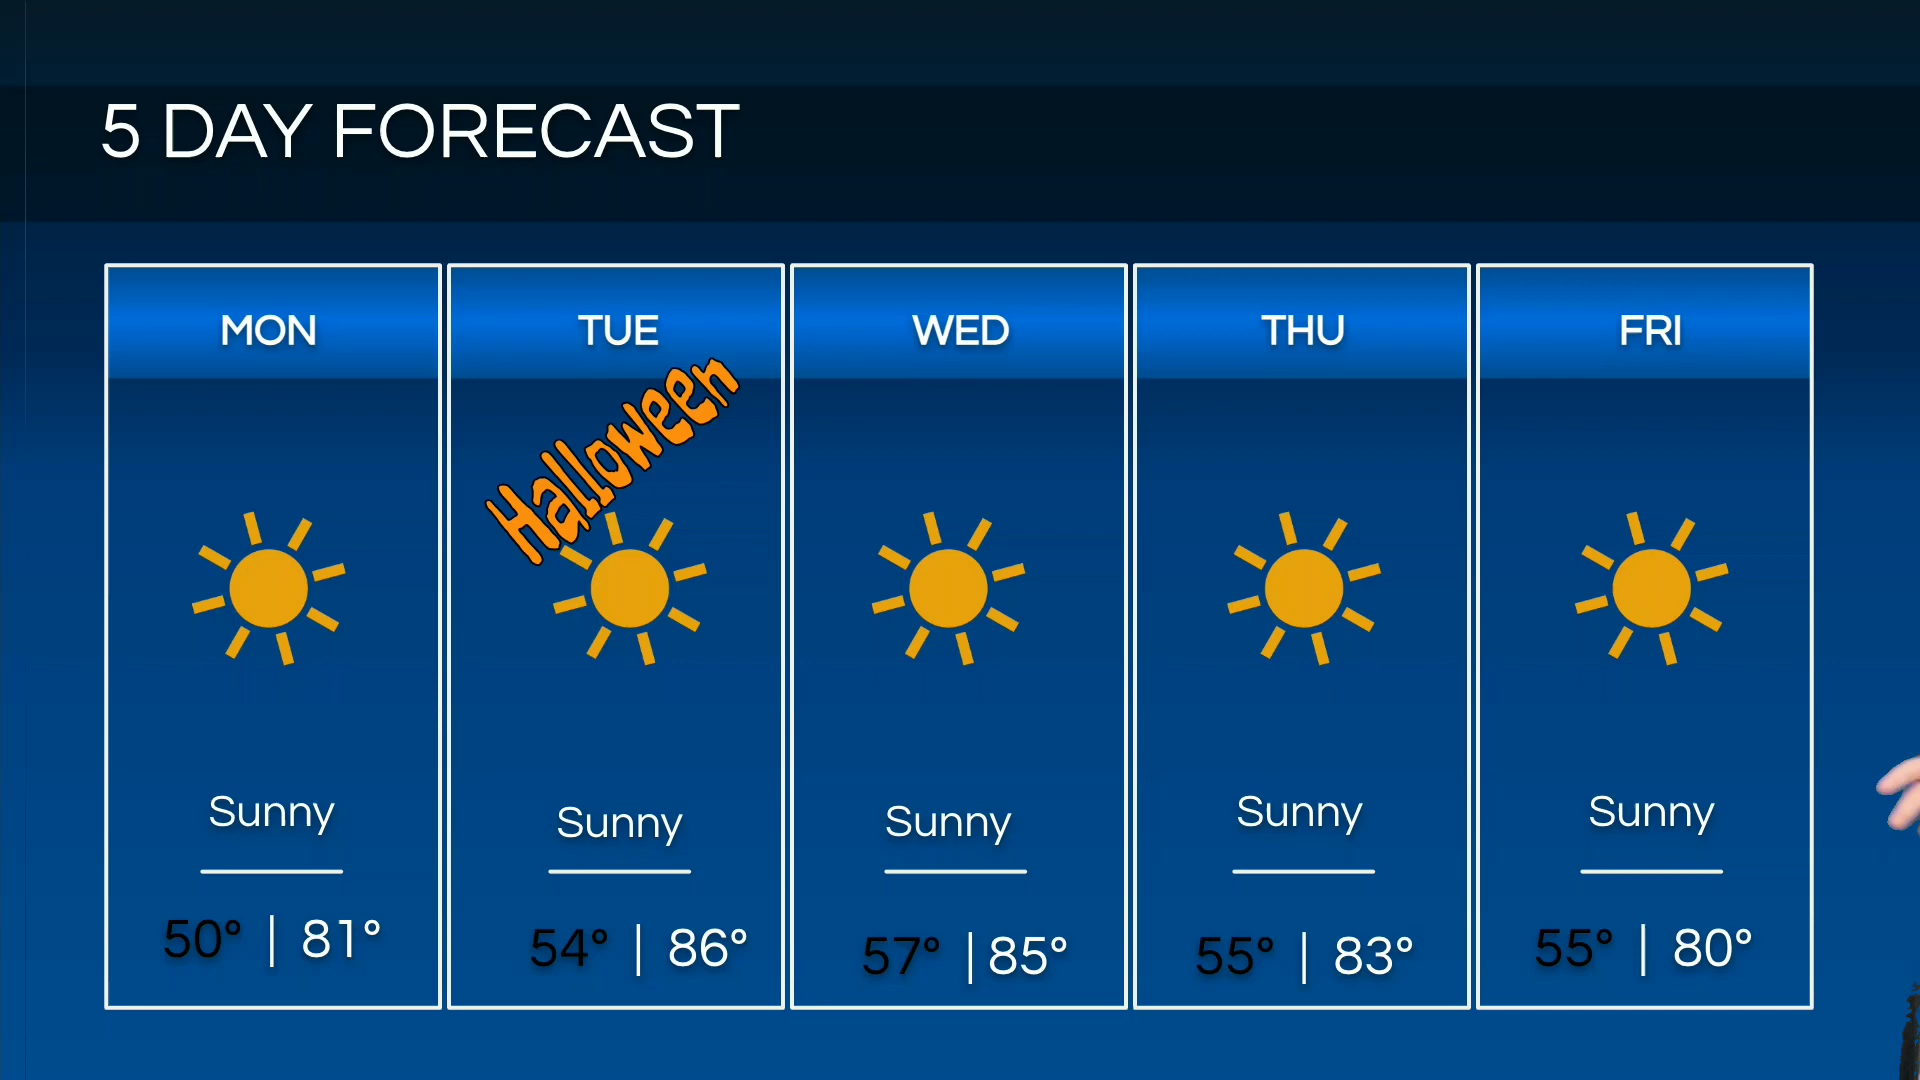 5 DAY FORECAST
MON
TUE
WED
THU
FRI
Halloween
Sunny
Sunny
Sunny
Sunny
Sunny
50° | 81°
54° | 86°
57° | 85°
55° | 83°
55° | 80°